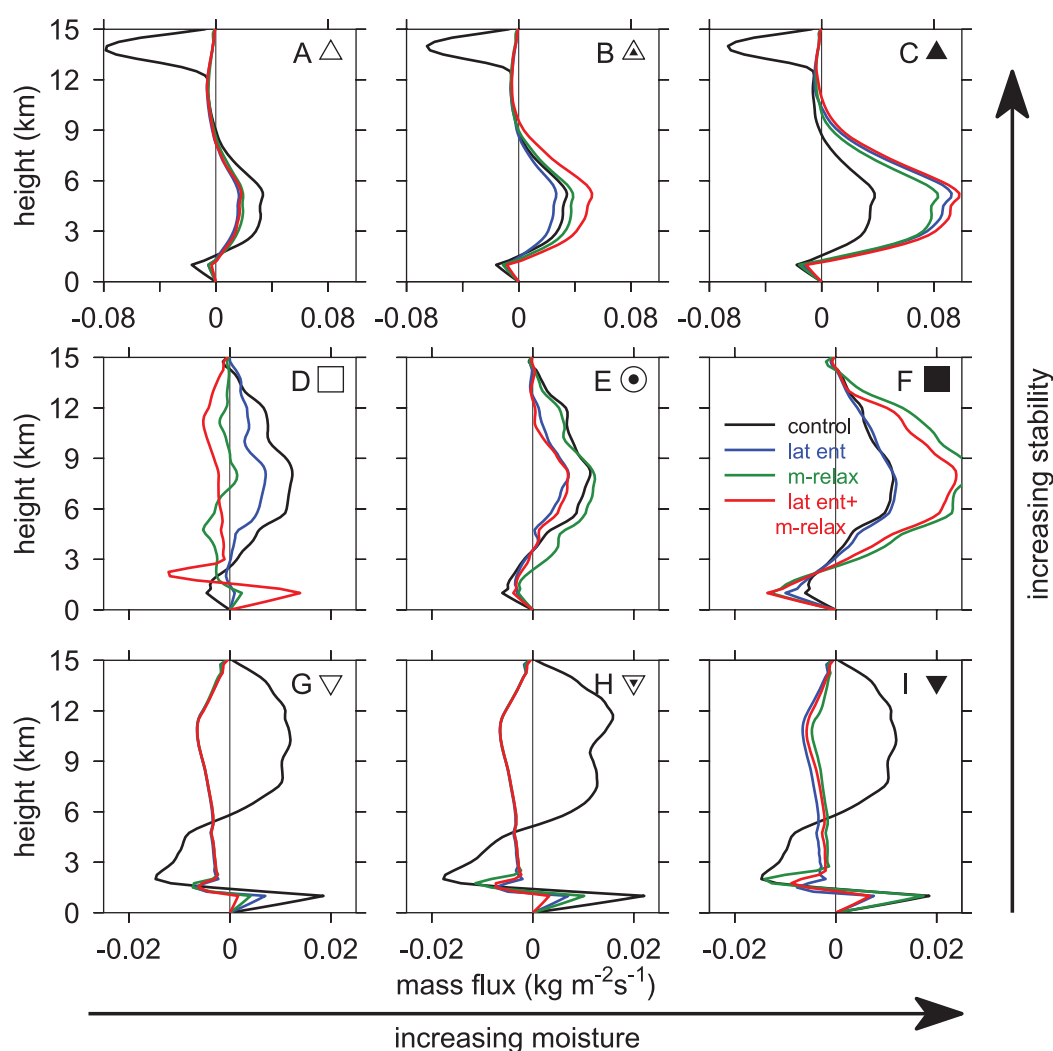 15
12
9
6
3
0
height (km)
A
B
C
-0.08 0 0.08
-0.08 0 0.08
-0.08 0 0.08
15
12
9
6
3
0
height (km)
D
E
F
control
lat ent
m-relax
lat ent+
m-relax
15
12
9
6
3
0
height (km)
G
H
I
-0.02 0 0.02
-0.02 0 0.02
-0.02 0 0.02
mass flux (kg m⁻²s⁻¹)
increasing moisture
increasing stability